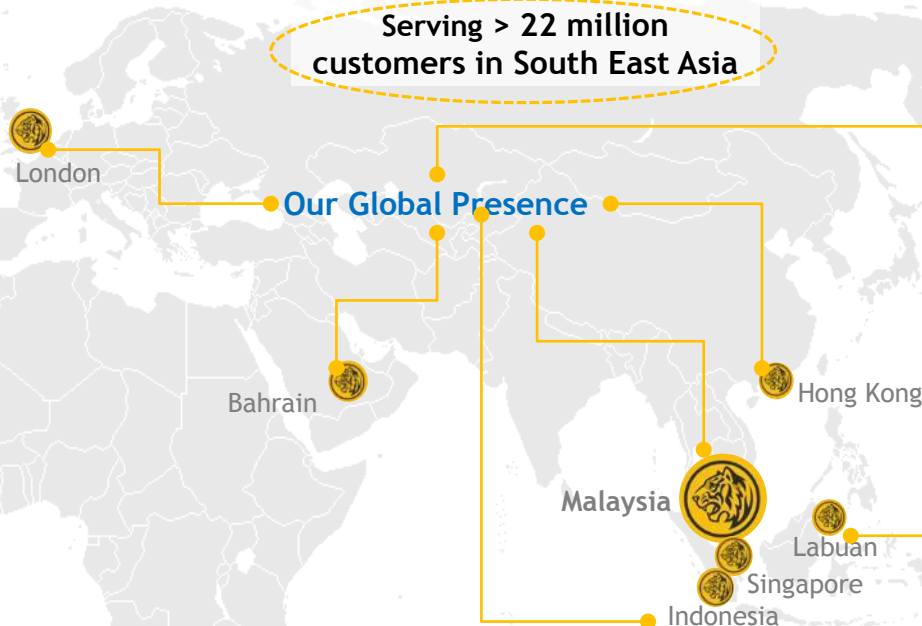 Serving > 22 million
customers in South East Asia
London
Our Global Presence
Bahrain
Hong Kong
Malaysia
Labuan
Singapore
Indonesia